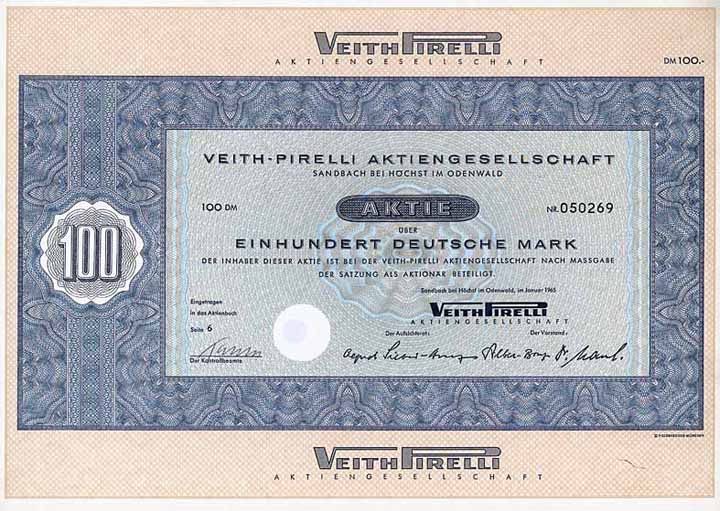 VEITH PIRELLI
AKTIENGESELLSCHAFT
DM 100.-
VEITH-PIRELLI AKTIENGESELLSCHAFT
SANDBACH BEI HÖCHST IM ODENWALD
100 DM
AKTIE
NR. 050269
ÜBER
EINHUNDERT DEUTSCHE MARK
DER INHABER DIESER AKTIE IST BEI DER VEITH-PIRELLI AKTIENGESELLSCHAFT NACH MASSGABE
DER SATZUNG ALS AKTIONÄR BETEILIGT.
100
Sandbach bei Höchst im Odenwald, im Januar 1965
Eingetragen
in das Aktienbuch
Seite 6
VEITH PIRELLI
AKTIENGESELLSCHAFT
Der Aufsichtsrat:
Der Vorstand:
Der Kontrollbeamte
VEITH PIRELLI
AKTIENGESELLSCHAFT